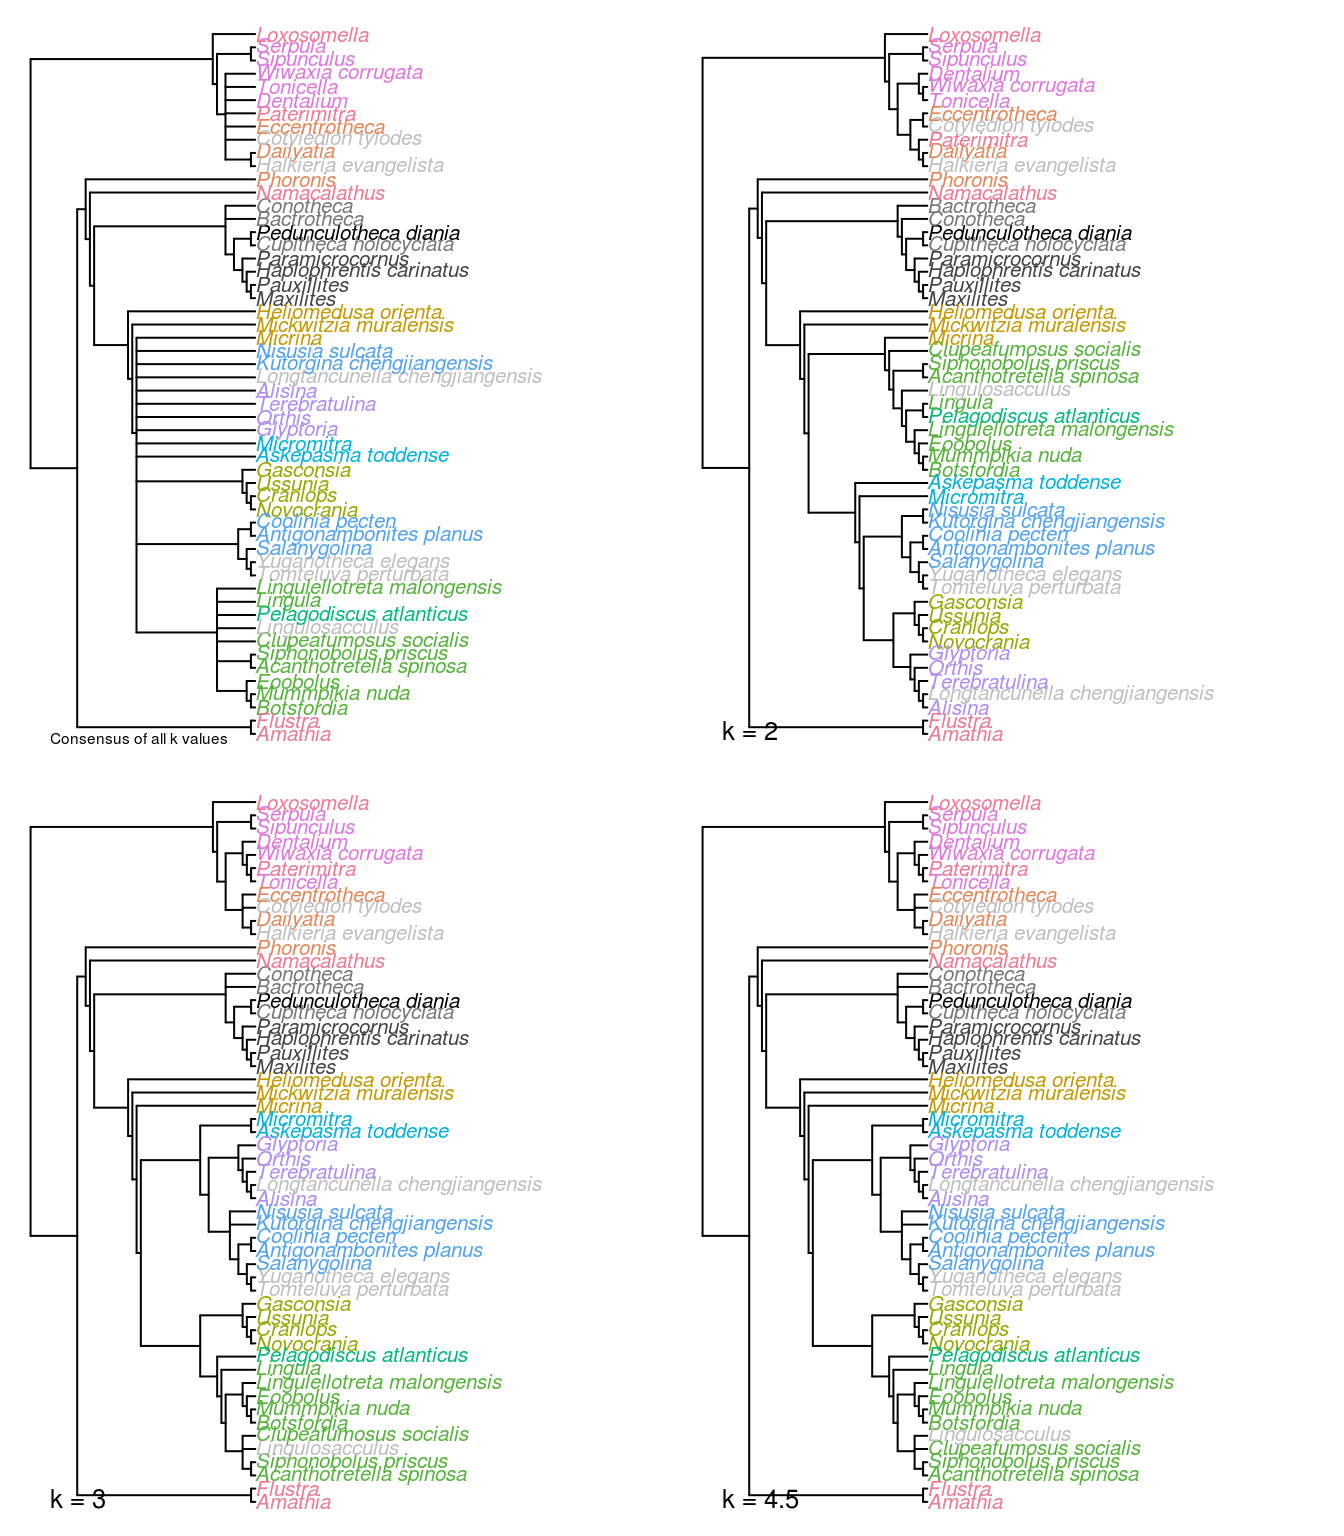 Loxosomella
Serpula
Sipunculus
Wiwaxia corrugata
Tonicella
Dentalium
Paterimitra
Eccentrotheca
Cotyledion tylodes
Dailyatia
Halkieria evangelista
Phoronis
Namacalathus
Conotheca
Bactrotheca
Pedunculotheca diania
Cupitheca holocyclata
Paramicrocornus
Haplophrentis carinatus
Pauxillites
Maxilites
Heliomedusa orienta
Mickwitzia muralensis
Micrina
Nisusia sulcata
Kutorgina chengjiangensis
Longtancunella chengjiangensis
Alisina
Terebratulina
Orthis
Glyptoria
Micromitra
Askepasma toddense
Gasconsia
Ussunia
Craniops
Novocrania
Coolinia pecten
Antigonambonites planus
Salanygolina
Yuganotheca elegans
Tomteluva perturbata
Lingulellotreta malongensis
Lingula
Pelagodiscus atlanticus
Lingulosacculus
Clupeafumosus socialis
Siphonobolus priscus
Acanthotretella spinosa
Eoobolus
Mummpikia nuda
Botsfordia
Flustra
Amathia
Consensus of all k values
Loxosomella
Serpula
Sipunculus
Dentalium
Wiwaxia corrugata
Tonicella
Eccentrotheca
Cotyledion tylodes
Paterimitra
Dailyatia
Halkieria evangelista
Phoronis
Namacalathus
Bactrotheca
Conotheca
Pedunculotheca diania
Cupitheca holocyclata
Paramicrocornus
Haplophrentis carinatus
Pauxillites
Maxilites
Heliomedusa orienta
Mickwitzia muralensis
Micrina
Clupeafumosus socialis
Siphonobolus priscus
Acanthotretella spinosa
Lingulosacculus
Lingula
Pelagodiscus atlanticus
Lingulellotreta malongensis
Eoobolus
Mummpikia nuda
Botsfordia
Askepasma toddense
Micromitra
Nisusia sulcata
Kutorgina chengjiangensis
Coolinia pecten
Antigonambonites planus
Salanygolina
Yuganotheca elegans
Tomteluva perturbata
Gasconsia
Ussunia
Craniops
Novocrania
Glyptoria
Orthis
Terebratulina
Longtancunella chengjiangensis
Alisina
Flustra
Amathia
k = 2
Loxosomella
Serpula
Sipunculus
Dentalium
Wiwaxia corrugata
Paterimitra
Tonicella
Eccentrotheca
Cotyledion tylodes
Dailyatia
Halkieria evangelista
Phoronis
Namacalathus
Conotheca
Bactrotheca
Pedunculotheca diania
Cupitheca holocyclata
Paramicrocornus
Haplophrentis carinatus
Pauxillites
Maxilites
Heliomedusa orienta
Mickwitzia muralensis
Micrina
Micromitra
Askepasma toddense
Glyptoria
Orthis
Terebratulina
Longtancunella chengjiangensis
Alisina
Nisusia sulcata
Kutorgina chengjiangensis
Coolinia pecten
Antigonambonites planus
Salanygolina
Yuganotheca elegans
Tomteluva perturbata
Gasconsia
Ussunia
Craniops
Novocrania
Pelagodiscus atlanticus
Lingula
Lingulellotreta malongensis
Eoobolus
Mummpikia nuda
Botsfordia
Clupeafumosus socialis
Lingulosacculus
Siphonobolus priscus
Acanthotretella spinosa
Flustra
Amathia
k = 3
Loxosomella
Serpula
Sipunculus
Dentalium
Wiwaxia corrugata
Paterimitra
Tonicella
Eccentrotheca
Cotyledion tylodes
Dailyatia
Halkieria evangelista
Phoronis
Namacalathus
Conotheca
Bactrotheca
Pedunculotheca diania
Cupitheca holocyclata
Paramicrocornus
Haplophrentis carinatus
Pauxillites
Maxilites
Heliomedusa orienta
Mickwitzia muralensis
Micrina
Micromitra
Askepasma toddense
Glyptoria
Orthis
Terebratulina
Longtancunella chengjiangensis
Alisina
Nisusia sulcata
Kutorgina chengjiangensis
Coolinia pecten
Antigonambonites planus
Salanygolina
Yuganotheca elegans
Tomteluva perturbata
Gasconsia
Ussunia
Craniops
Novocrania
Pelagodiscus atlanticus
Lingula
Lingulellotreta malongensis
Eoobolus
Mummpikia nuda
Botsfordia
Lingulosacculus
Clupeafumosus socialis
Siphonobolus priscus
Acanthotretella spinosa
Flustra
Amathia
k = 4.5